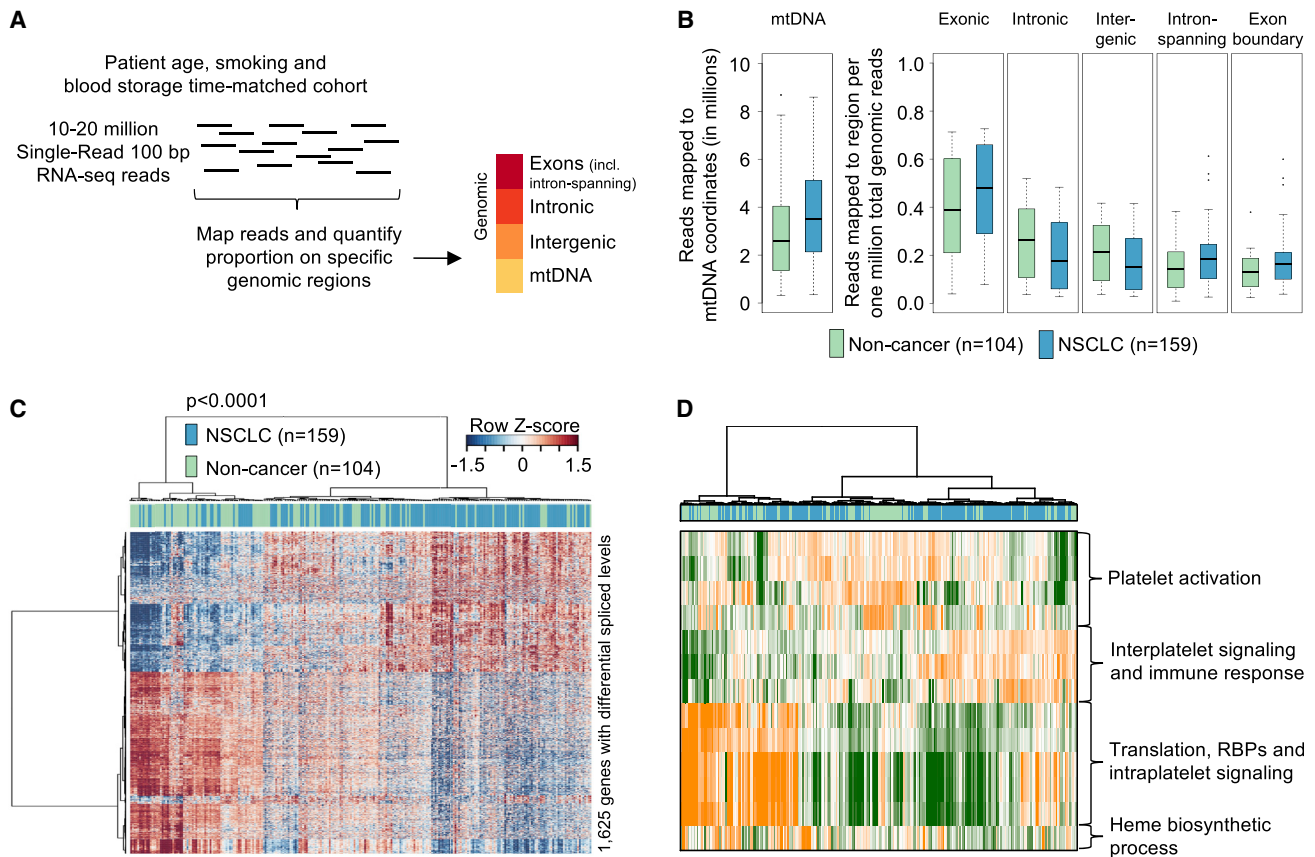 A
Patient age, smoking and
blood storage time-matched cohort
10-20 million
Single-Read 100 bp
RNA-seq reads
Map reads and quantify
proportion on specific
genomic regions
Genomic
Exons (incl.
intron-spanning)
Intronic
Intergenic
mtDNA
B
mtDNA
Reads mapped to
mtDNA coordinates (in millions)
10
8
6
4
2
0
Reads mapped to region per
one million total genomic reads
1.0
0.8
0.6
0.4
0.2
0.0
Exonic
Intronic
Inter-
genic
Intron-
spanning
Exon
boundary
Non-cancer (n=104)
NSCLC (n=159)
C
p<0.0001
NSCLC (n=159)
Non-cancer (n=104)
Row Z-score
-1.5 0 1.5
1,625 genes with differential spliced levels
D
Platelet activation
Interplatelet signaling
and immune response
Translation, RBPs and
intraplatelet signaling
Heme biosynthetic
process